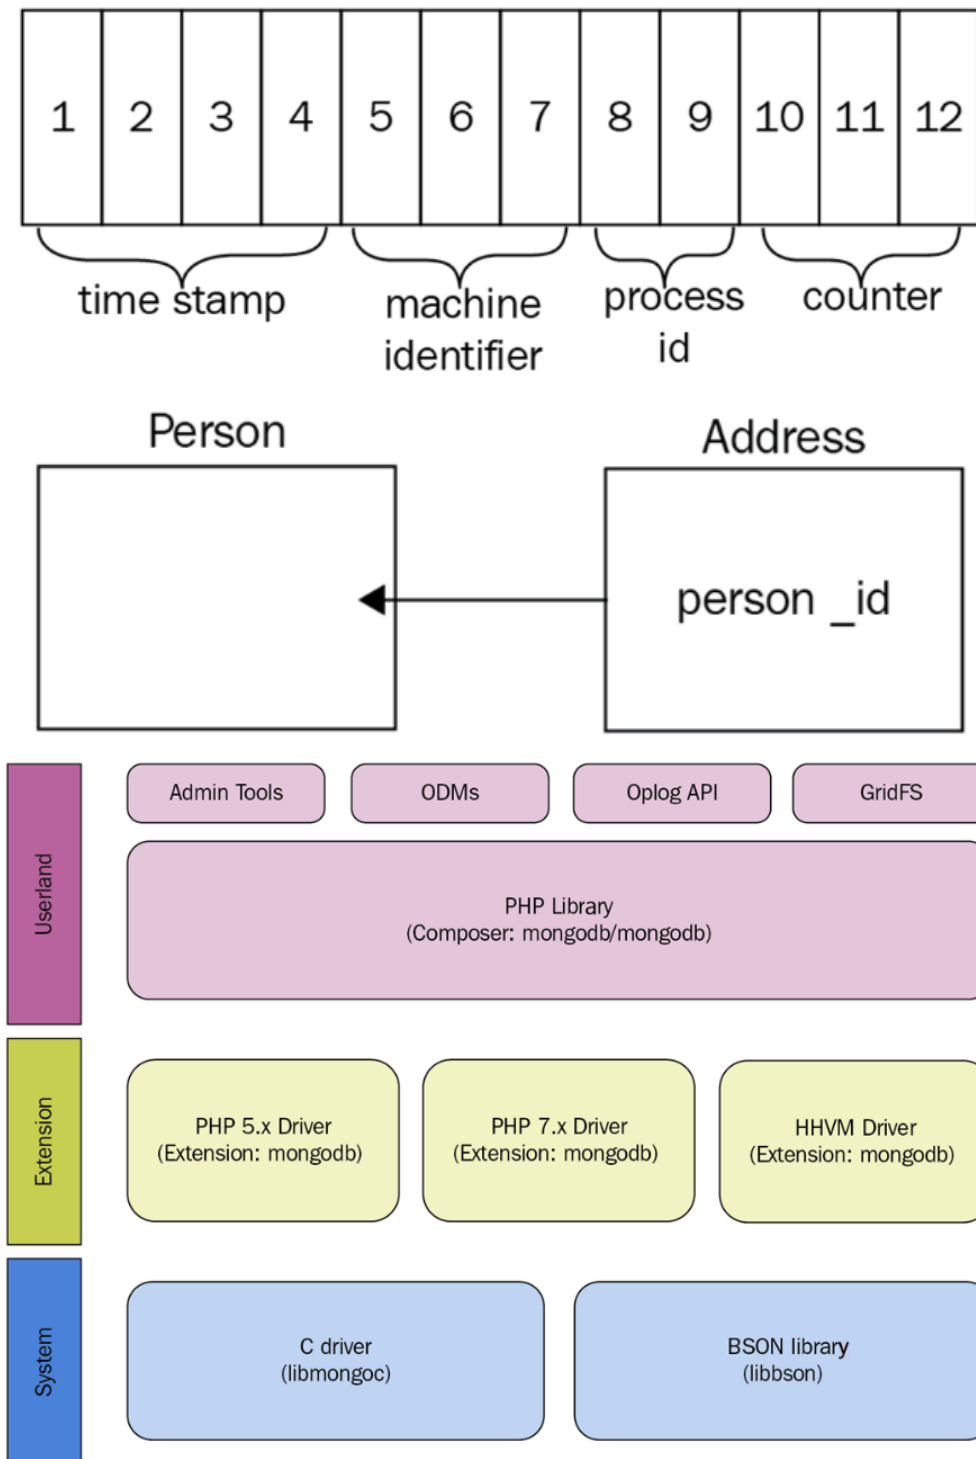 1 2 3 4 5 6 7 8 9 10 11 12
time stamp
machine
identifier
process
id
counter
Person
Address
person _id
Userland
Admin Tools
ODMs
Oplog API
GridFS
PHP Library
(Composer: mongodb/mongodb)
Extension
PHP 5.x Driver
(Extension: mongodb)
PHP 7.x Driver
(Extension: mongodb)
HHVM Driver
(Extension: mongodb)
System
C driver
(libmongoc)
BSON library
(libbson)